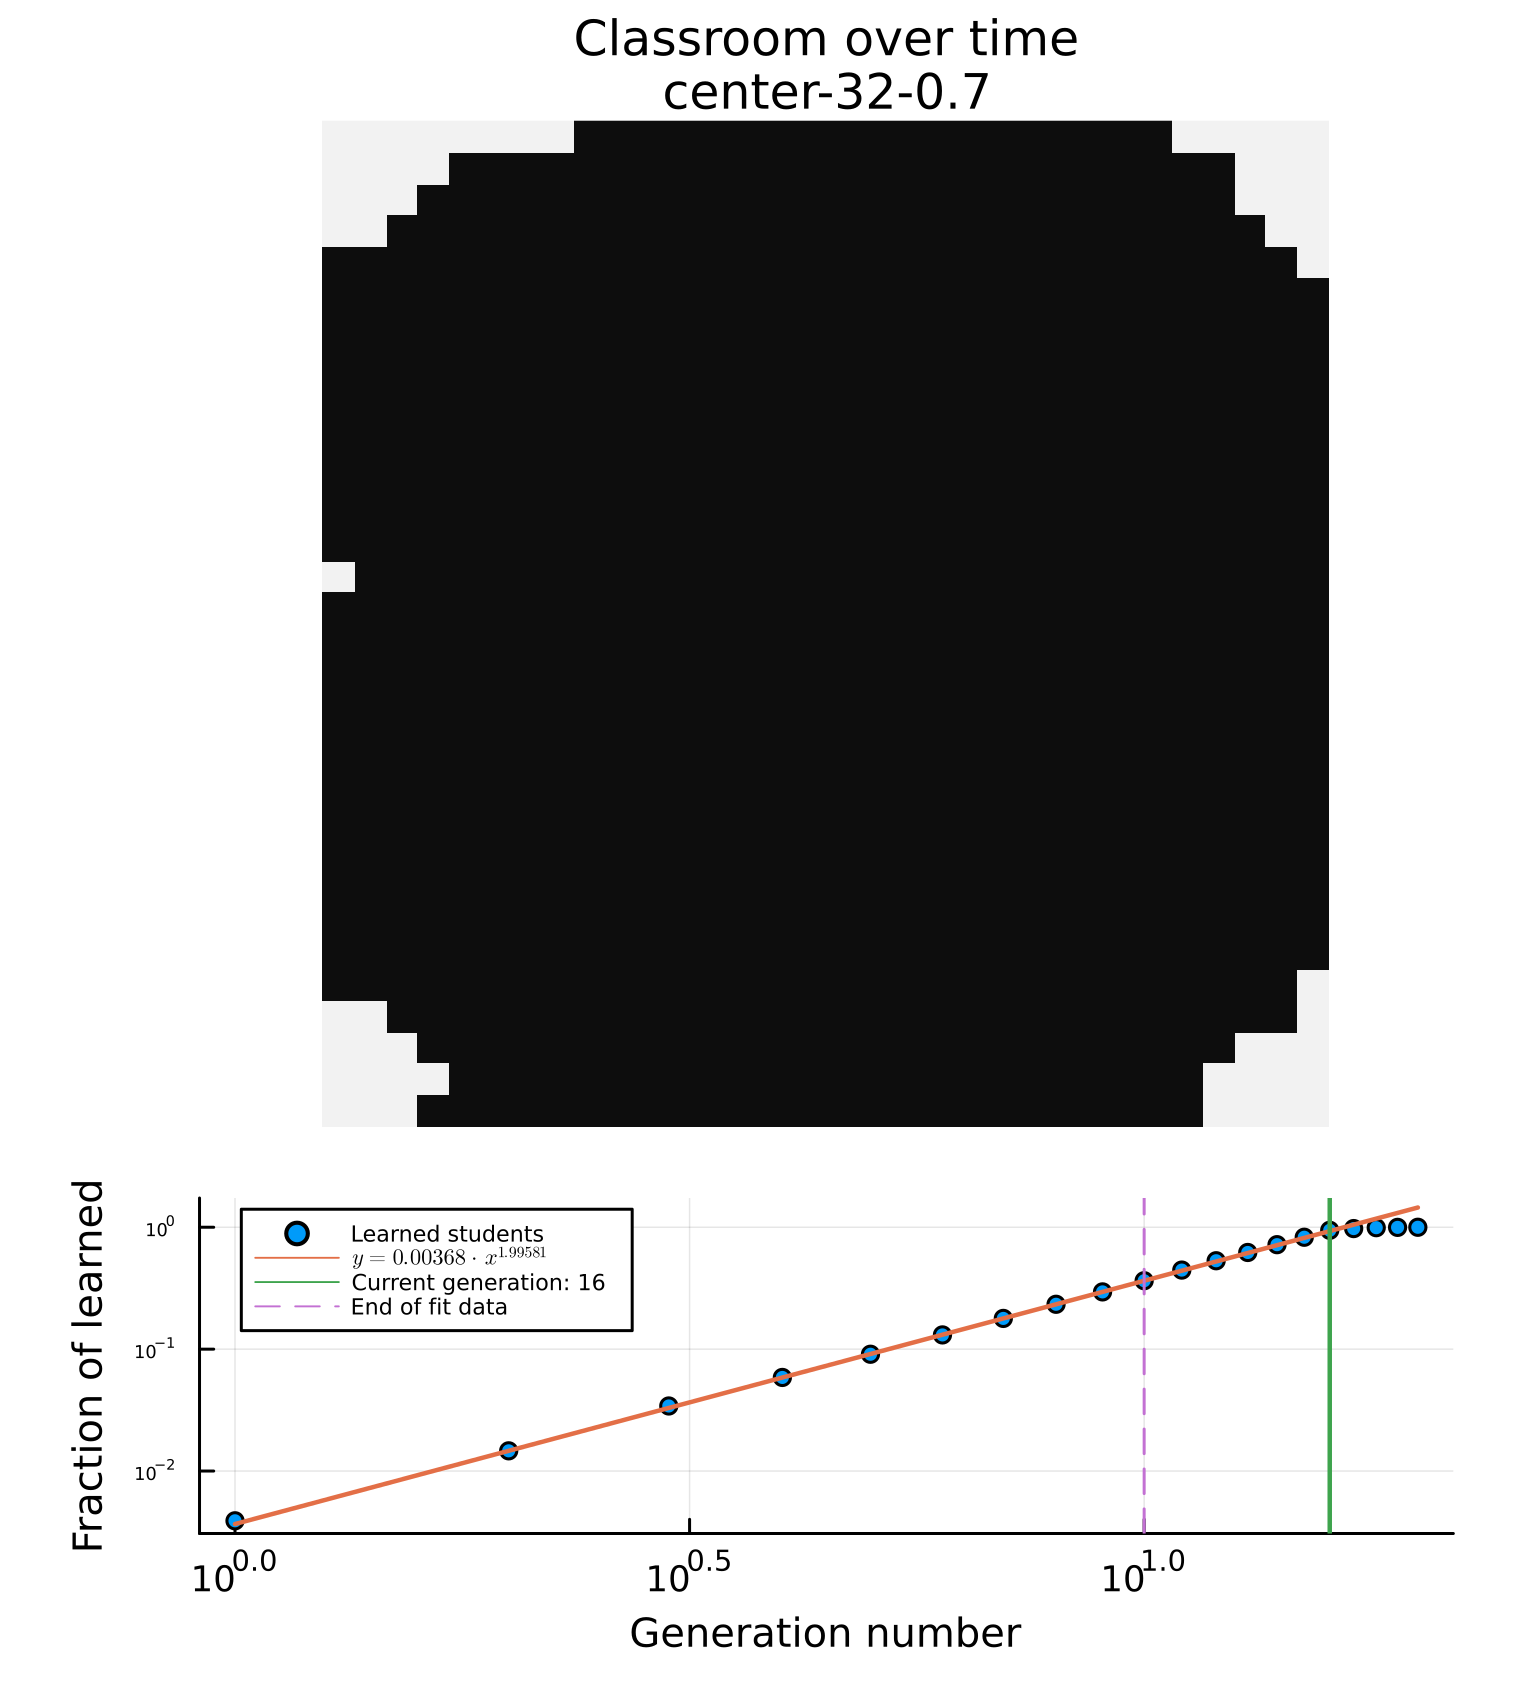 Classroom over time
center-32-0.7
Fraction of learned
10^0
10^−1
10^−2
Learned students
y = 0.00368 · x^1.99581
Current generation: 16
End of fit data
10^0.0 10^0.5 10^1.0
Generation number